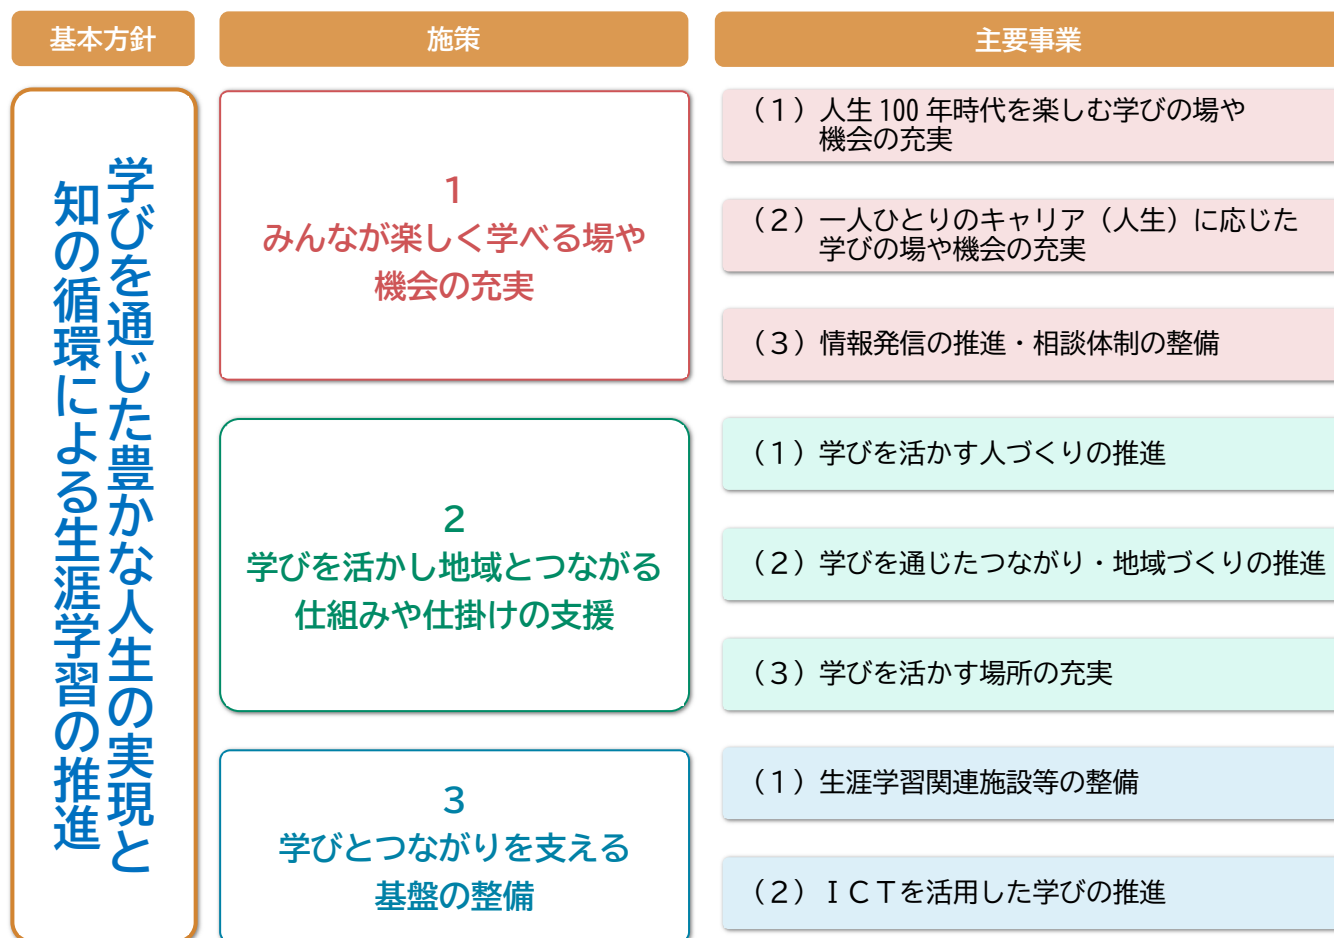 基本方針
施策
主要事業
学びを通じた豊かな人生の実現と
知の循環による生涯学習の推進
1
みんなが楽しく学べる場や
機会の充実
（１）人生 100 年時代を楽しむ学びの場や
機会の充実
（２）一人ひとりのキャリア（人生）に応じた
学びの場や機会の充実
（３）情報発信の推進・相談体制の整備
2
学びを活かし地域とつながる
仕組みや仕掛けの支援
（１）学びを活かす人づくりの推進
（２）学びを通じたつながり・地域づくりの推進
（３）学びを活かす場所の充実
3
学びとつながりを支える
基盤の整備
（１）生涯学習関連施設等の整備
（２）ＩＣＴを活用した学びの推進